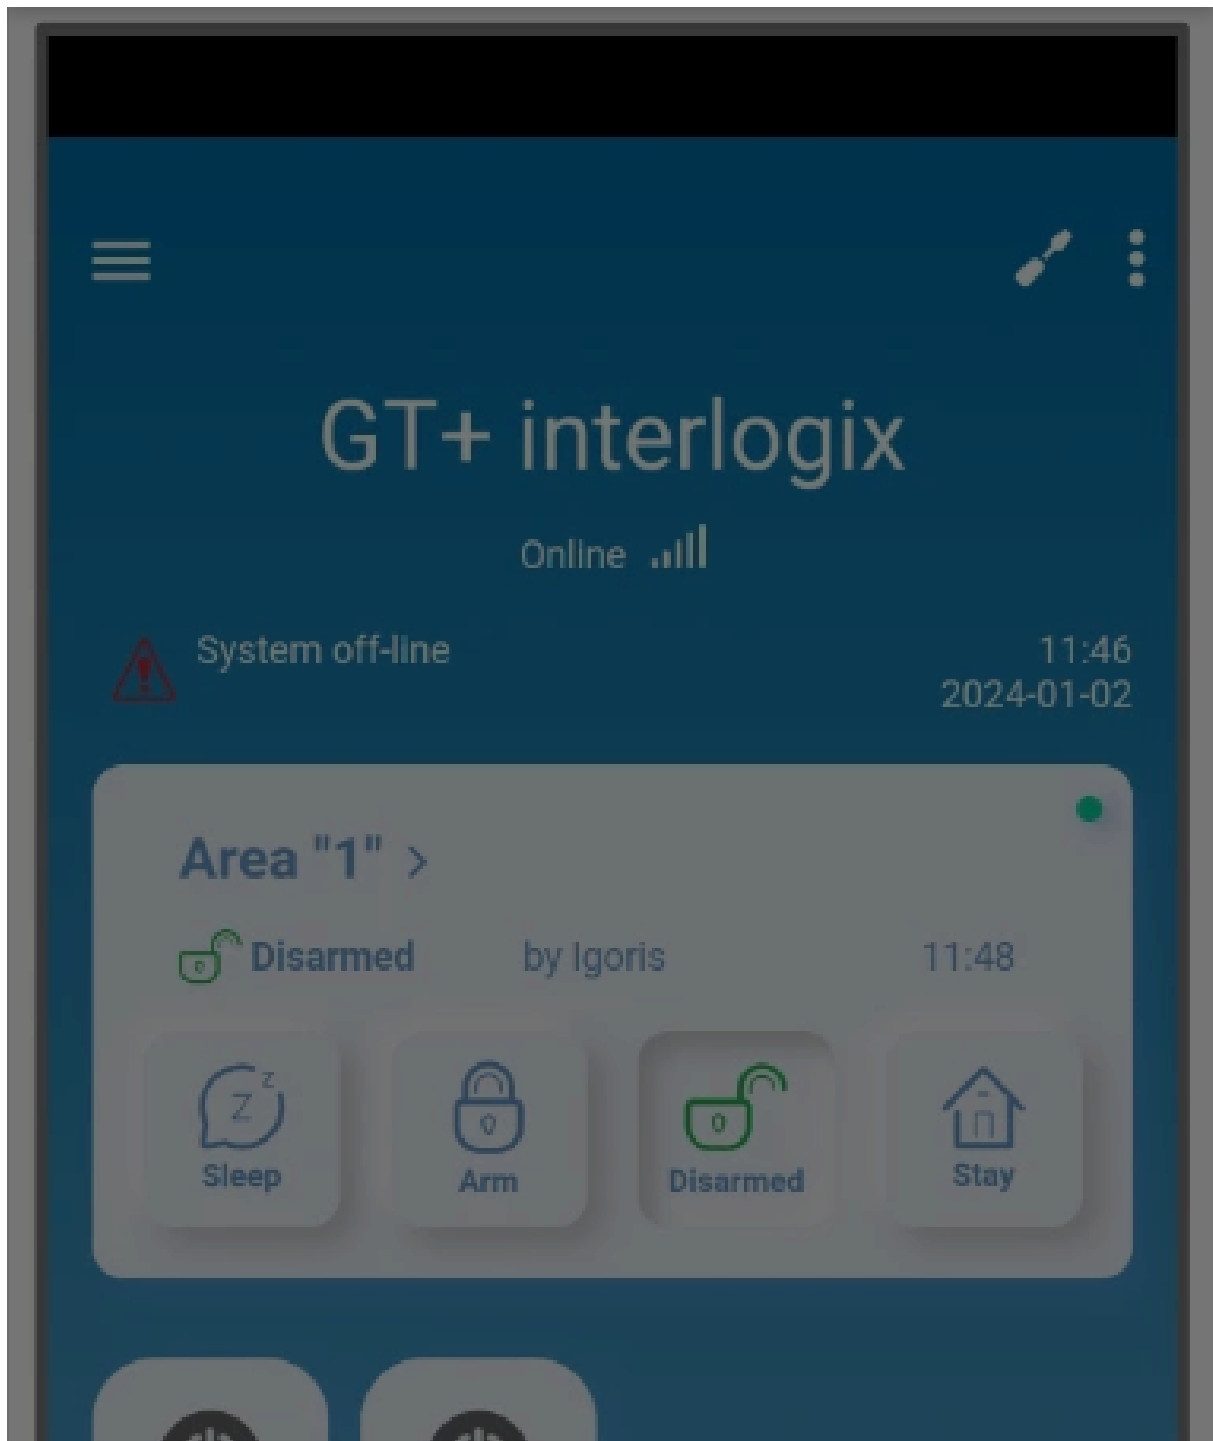 GT+ interlogix
Online
System off-line 11:46
2024-01-02
Area "1" >
Disarmed by Igoris 11:48
Sleep Arm Disarmed Stay